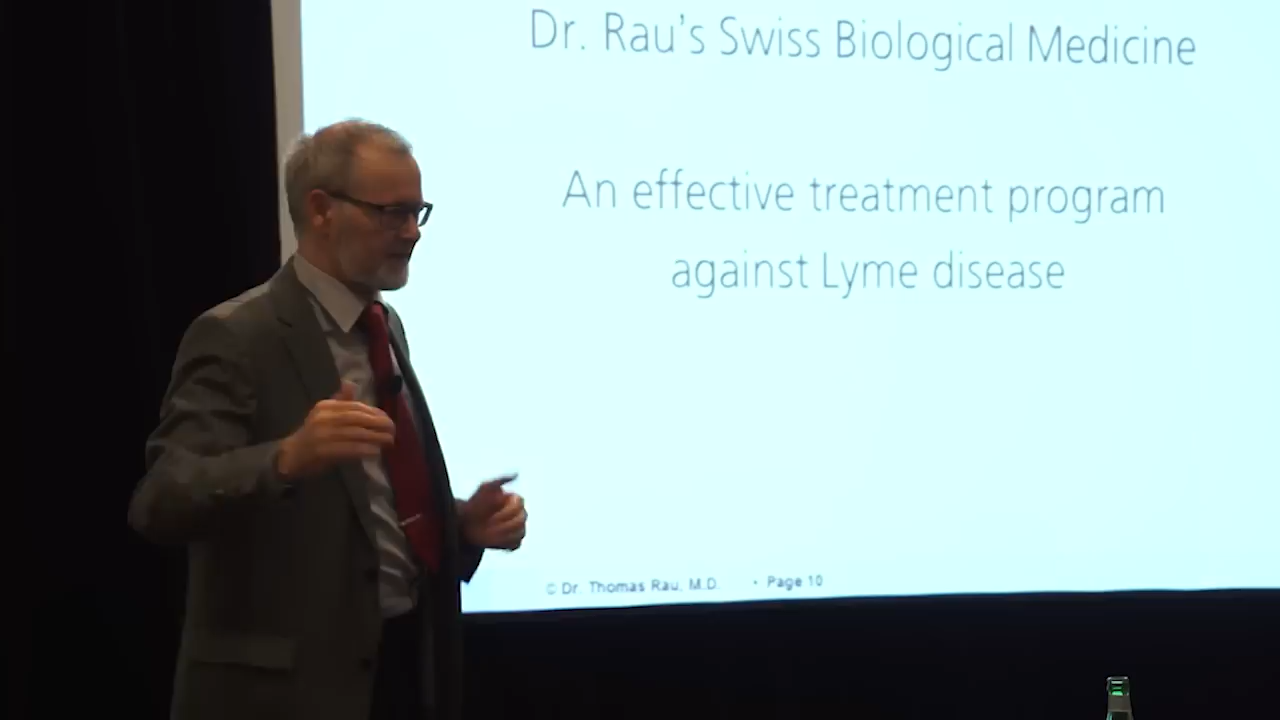 Dr. Rau's Swiss Biological Medicine
An effective treatment program
against Lyme disease
© Dr. Thomas Rau, M.D. • Page 10